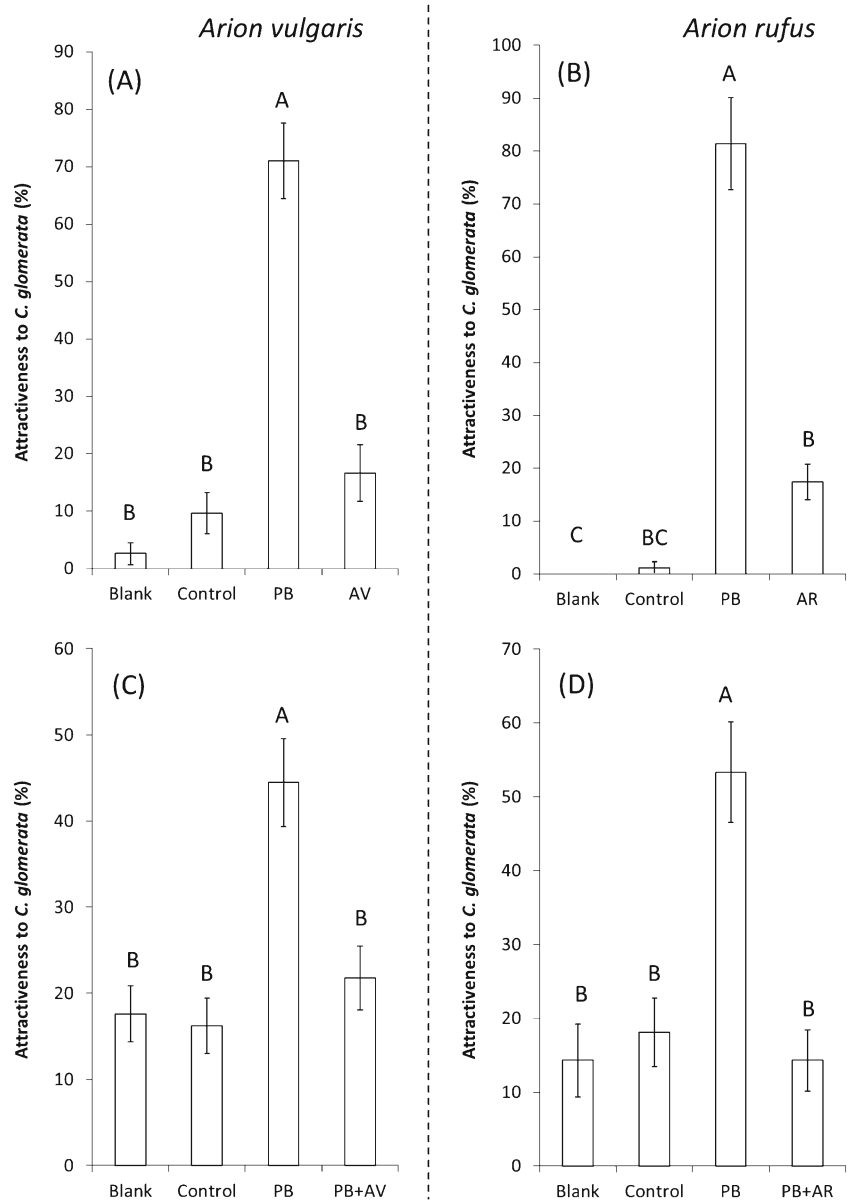 Arion vulgaris
Arion rufus
(A)
Attractiveness to C. glomerata (%)
90
80
70
60
50
40
30
20
10
0
B
B
A
B
Blank Control PB AV
(B)
Attractiveness to C. glomerata (%)
100
90
80
70
60
50
40
30
20
10
0
C
BC
A
B
Blank Control PB AR
(C)
Attractiveness to C. glomerata (%)
60
50
40
30
20
10
0
B
B
A
B
Blank Control PB PB+AV
(D)
Attractiveness to C. glomerata (%)
70
60
50
40
30
20
10
0
B
B
A
B
Blank Control PB PB+AR